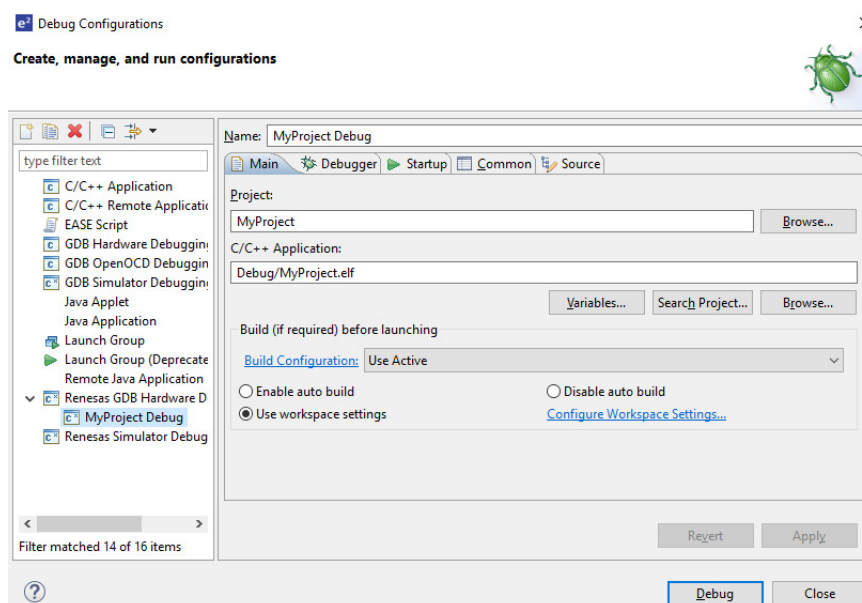 e² Debug Configurations
Create, manage, and run configurations
type filter text
C/C++ Application
C/C++ Remote Applicatic
EASE Script
GDB Hardware Debugging
GDB OpenOCD Debuggin
GDB Simulator Debugging
Java Applet
Java Application
Launch Group
Launch Group (Deprecate
Remote Java Application
Renesas GDB Hardware D
MyProject Debug
Renesas Simulator Debug
Filter matched 14 of 16 items
Name: MyProject Debug
Main Debugger Startup Common Source
Project:
MyProject Browse...
C/C++ Application:
Debug/MyProject.elf
Variables... Search Project... Browse...
Build (if required) before launching
Build Configuration: Use Active
Enable auto build Disable auto build
Use workspace settings Configure Workspace Settings...
Revert Apply
Debug Close